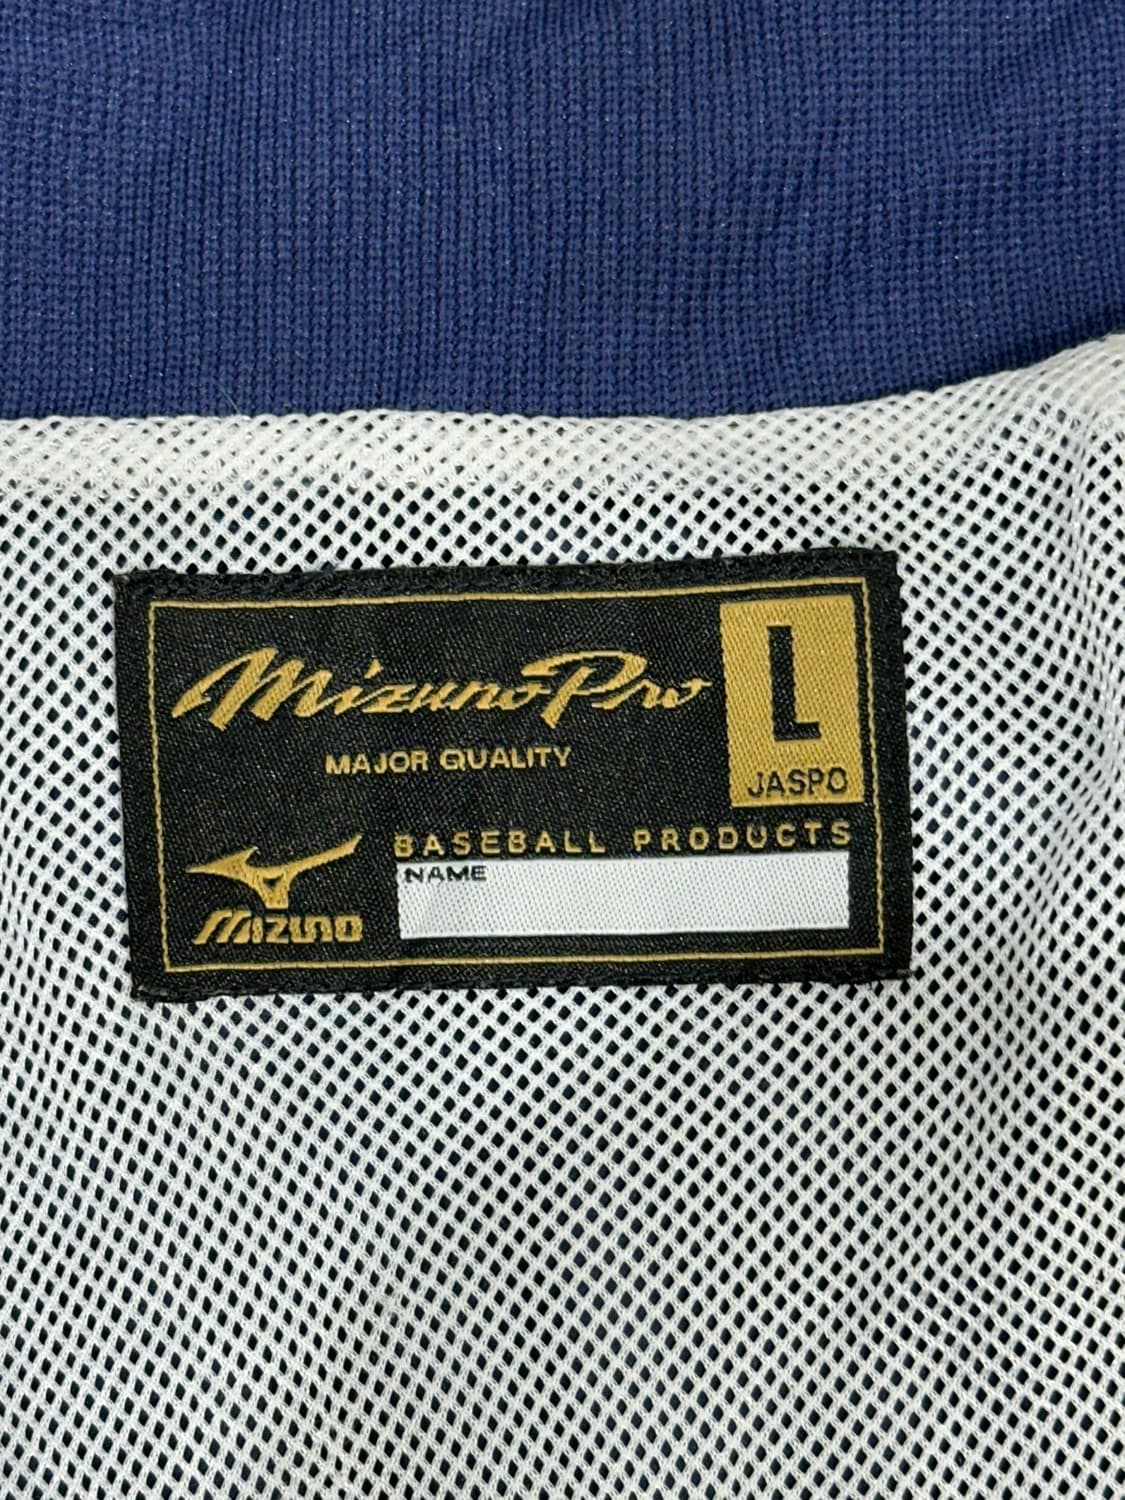 Mizuno Pro
L
MAJOR QUALITY
JASPO
BASEBALL PRODUCTS
NAME
MIZUNO